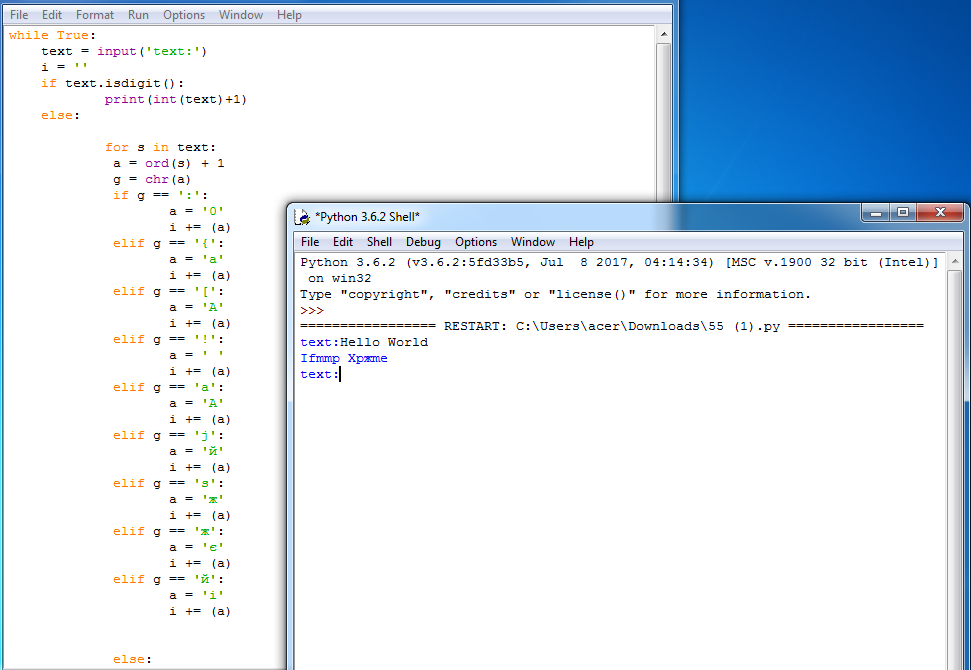 File Edit Format Run Options Window Help
while True:
text = input('text:')
i = ''
if text.isdigit():
print(int(text)+1)
else:
for s in text:
a = ord(s) + 1
g = chr(a)
if g == ':':
a = '0'
i += (a)
elif g == '{':
a = 'a'
i += (a)
elif g == '[':
a = 'A'
i += (a)
elif g == '!':
a = ' '
i += (a)
elif g == 'а':
a = 'А'
i += (a)
elif g == 'j':
a = 'й'
i += (a)
elif g == 's':
a = 'ж'
i += (a)
elif g == 'ж':
a = 'є'
i += (a)
elif g == 'й':
a = 'і'
i += (a)
else:
*Python 3.6.2 Shell*
File Edit Shell Debug Options Window Help
Python 3.6.2 (v3.6.2:5fd33b5, Jul  8 2017, 04:14:34) [MSC v.1900 32 bit (Intel)]
on win32
Type "copyright", "credits" or "license()" for more information.
>>>
================= RESTART: C:\Users\acer\Downloads\55 (1).py =================
text:Hello World
Ifmmp Xpжme
text: